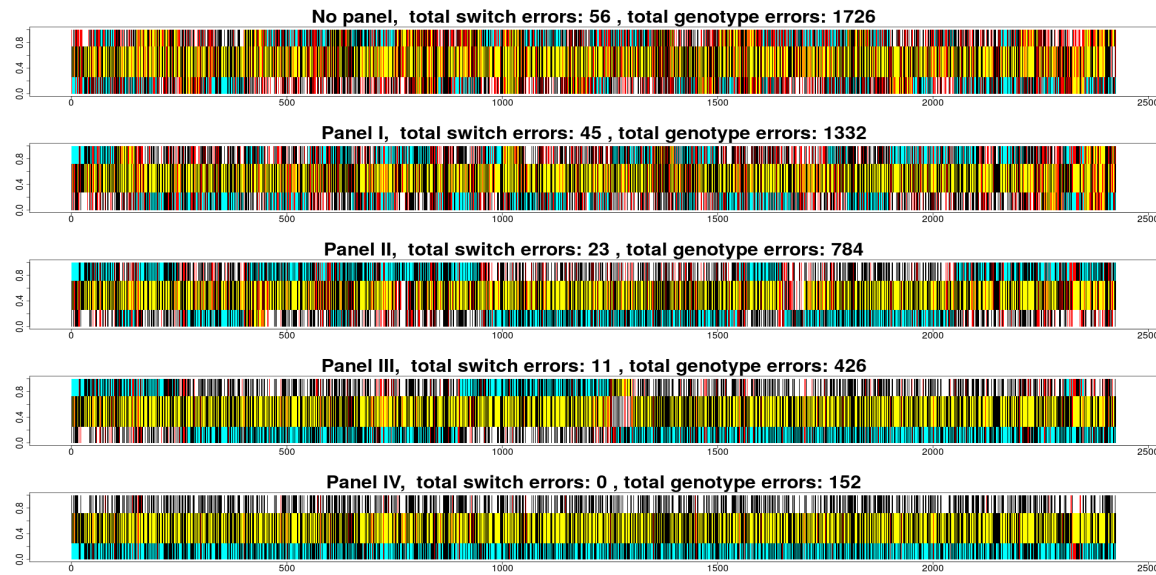 No panel, total switch errors: 56 , total genotype errors: 1726
0.0 0.4 0.8
0 500 1000 1500 2000 2500
Panel I, total switch errors: 45 , total genotype errors: 1332
0.0 0.4 0.8
0 500 1000 1500 2000 2500
Panel II, total switch errors: 23 , total genotype errors: 784
0.0 0.4 0.8
0 500 1000 1500 2000 2500
Panel III, total switch errors: 11 , total genotype errors: 426
0.0 0.4 0.8
0 500 1000 1500 2000 2500
Panel IV, total switch errors: 0 , total genotype errors: 152
0.0 0.4 0.8
0 500 1000 1500 2000 2500